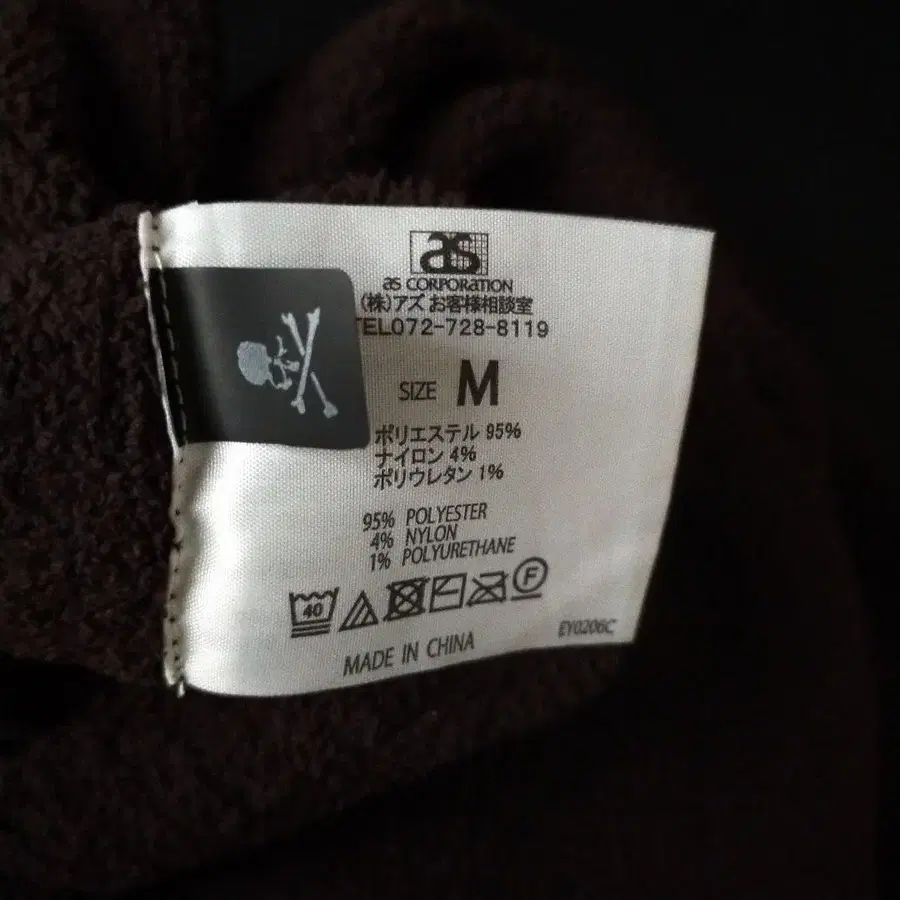 as
as CORPORATION
(株)アズ お客様相談室
TEL072-728-8119
SIZE M
ポリエステル 95%
ナイロン 4%
ポリウレタン 1%
95% POLYESTER
4% NYLON
1% POLYURETHANE
40
F
MADE IN CHINA
EY0206C